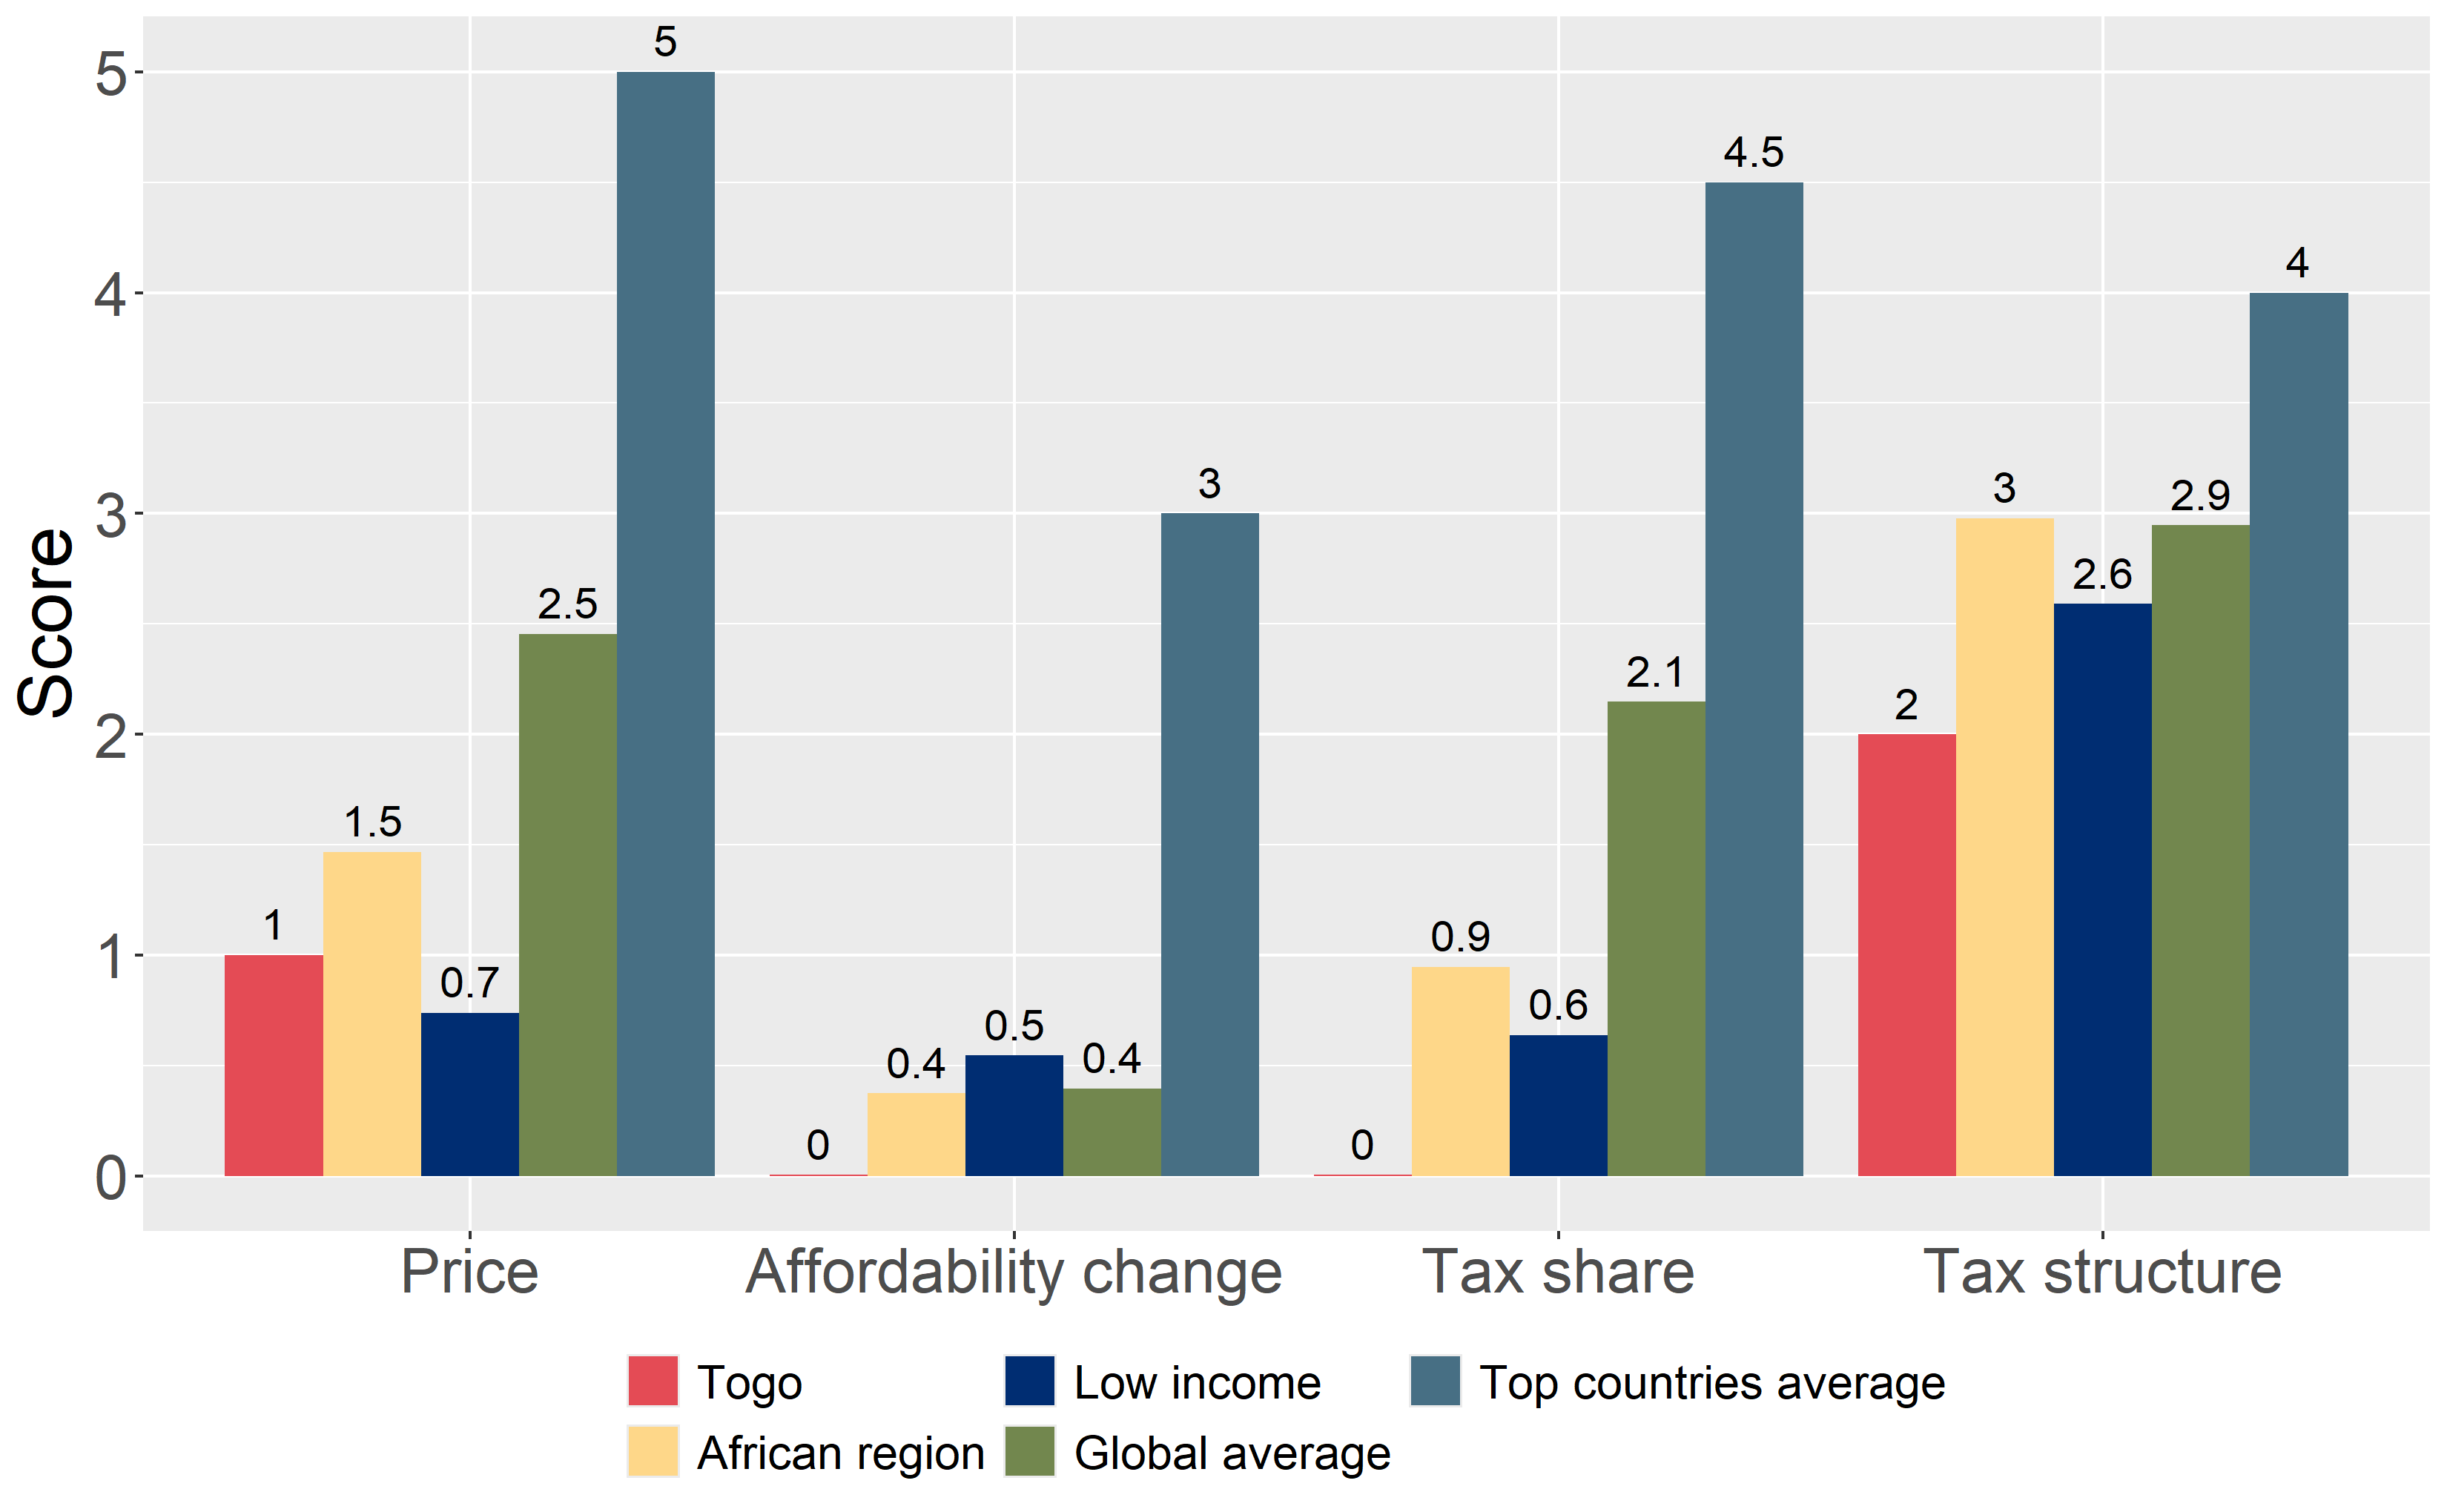 Score
5
4
3
2
1
0
1
1.5
0.7
2.5
5
0
0.4
0.5
0.4
3
0
0.9
0.6
2.1
4.5
2
3
2.6
2.9
4
Price
Affordability change
Tax share
Tax structure
Togo
Low income
Top countries average
African region
Global average